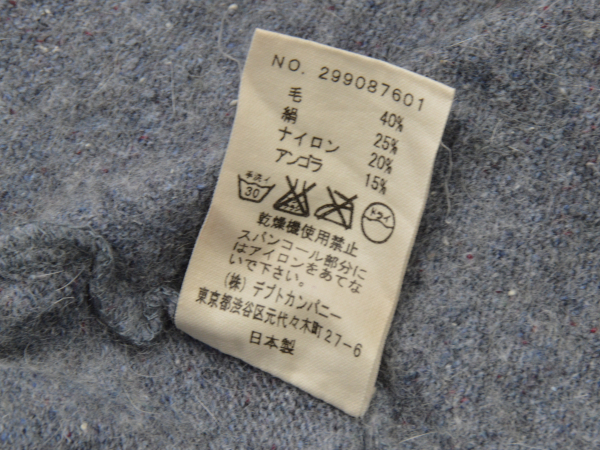 NO. 299087601
毛 40%
絹 25%
ナイロン 20%
アンゴラ 15%
手洗イ
30
ドライ
乾燥機使用禁止
スパンコール部分に
はアイロンをあてな
いで下さい。
(株) デプトカンパニー
東京都渋谷区元代々木町27-6
日本製